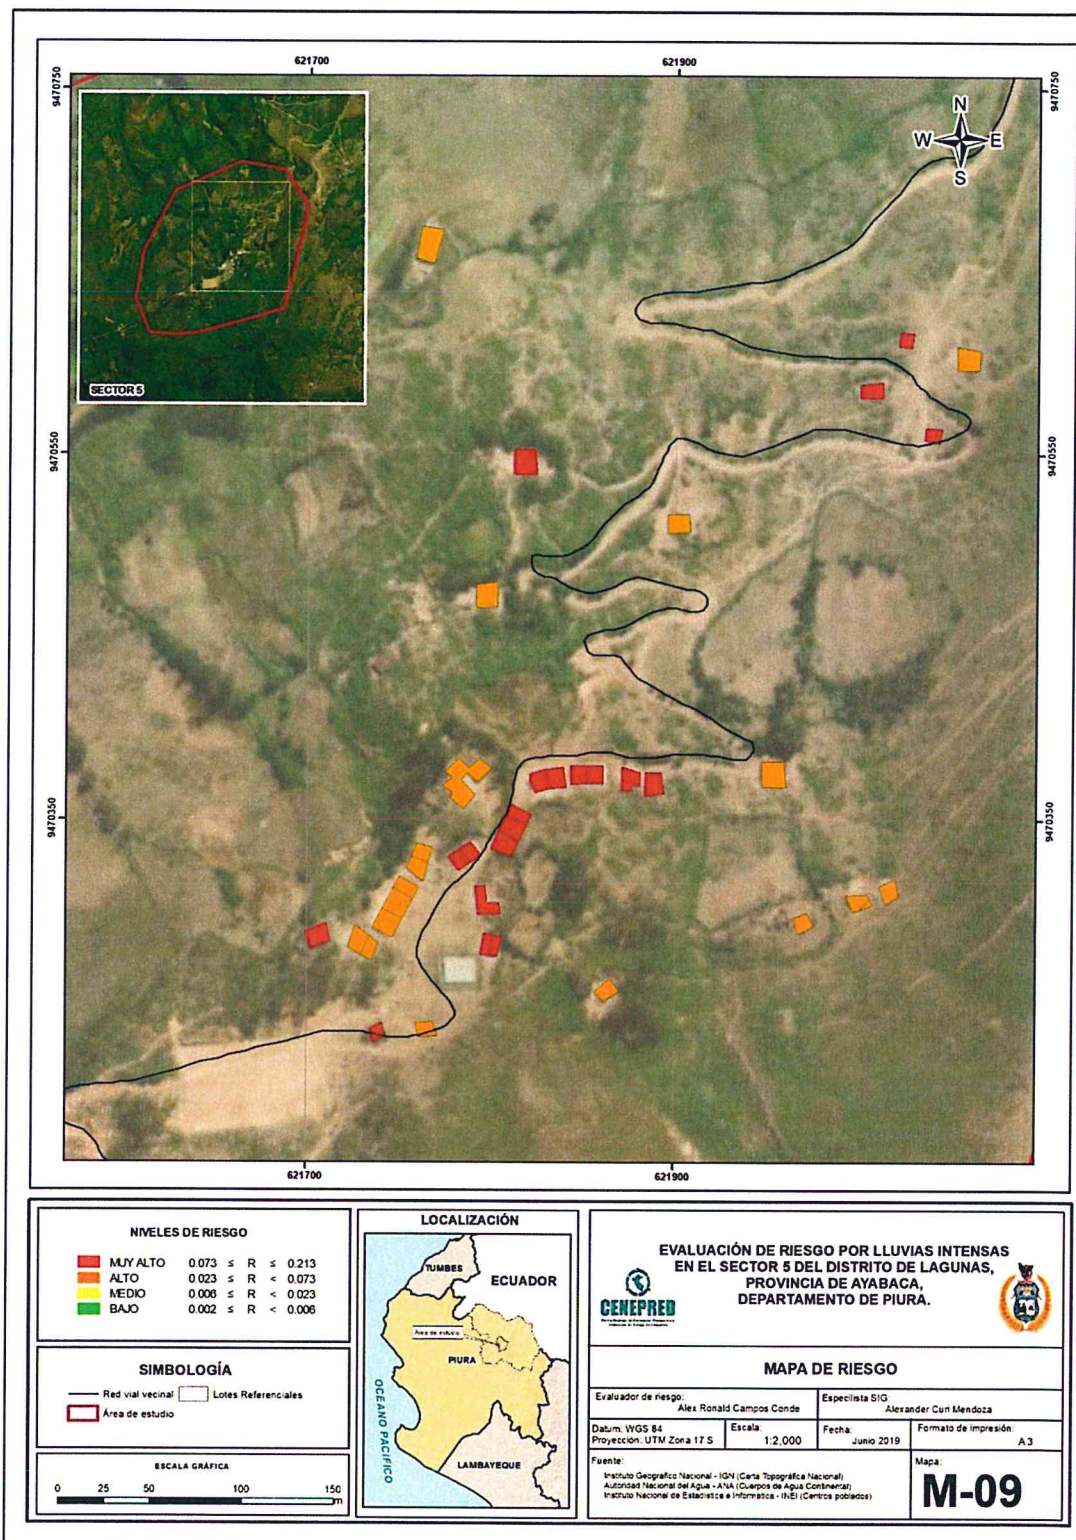 621700
621900
9470750
9470750
N
W
E
S
SECTOR 5
9470550
9470550
9470350
9470350
621700
621900
NIVELES DE RIESGO
MUY ALTO 0.073 ≤ R ≤ 0.213
ALTO 0.023 ≤ R < 0.073
MEDIO 0.006 ≤ R < 0.023
BAJO 0.002 ≤ R < 0.006
SIMBOLOGÍA
Red vial vecinal
Lotes Referenciales
Área de estudio
ESCALA GRÁFICA
0 25 50 100 150
m
LOCALIZACIÓN
TUMBES
ECUADOR
Área de estudio
PIURA
OCEANO PACIFICO
LAMBAYEQUE
CENEPRED
EVALUACIÓN DE RIESGO POR LLUVIAS INTENSAS
EN EL SECTOR 5 DEL DISTRITO DE LAGUNAS,
PROVINCIA DE AYABACA,
DEPARTAMENTO DE PIURA.
MAPA DE RIESGO
Evaluador de riesgo:
Alex Ronald Campos Conde
Especilista SIG:
Alexander Curi Mendoza
Datum: WGS 84
Proyección: UTM Zona 17 S
Escala:
1:2,000
Fecha:
Junio 2019
Formato de impresión:
A3
Fuente:
Instituto Geográfico Nacional - IGN (Carta Topográfica Nacional)
Autoridad Nacional del Agua - ANA (Cuerpos de Agua Continental)
Instituto Nacional de Estadística e Informática - INEI (Centros poblados)
Mapa:
M-09